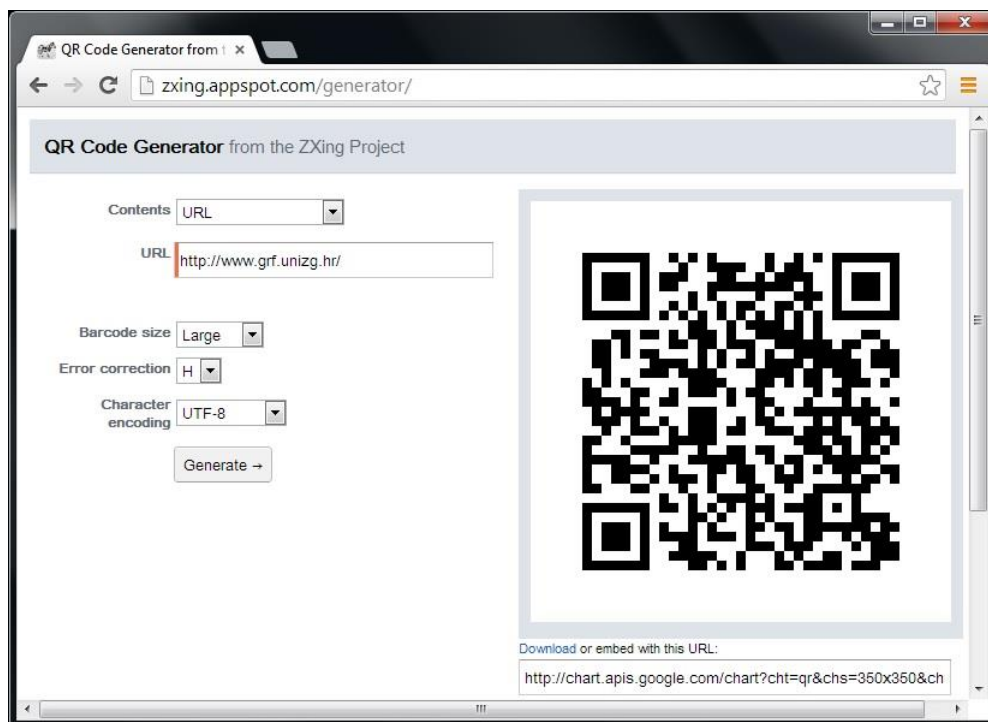 QR Code Generator from t
zxing.appspot.com/generator/
QR Code Generator from the ZXing Project
Contents URL
URL http://www.grf.unizg.hr/
Barcode size Large
Error correction H
Character
encoding UTF-8
Generate →
Download or embed with this URL:
http://chart.apis.google.com/chart?cht=qr&chs=350x350&ch